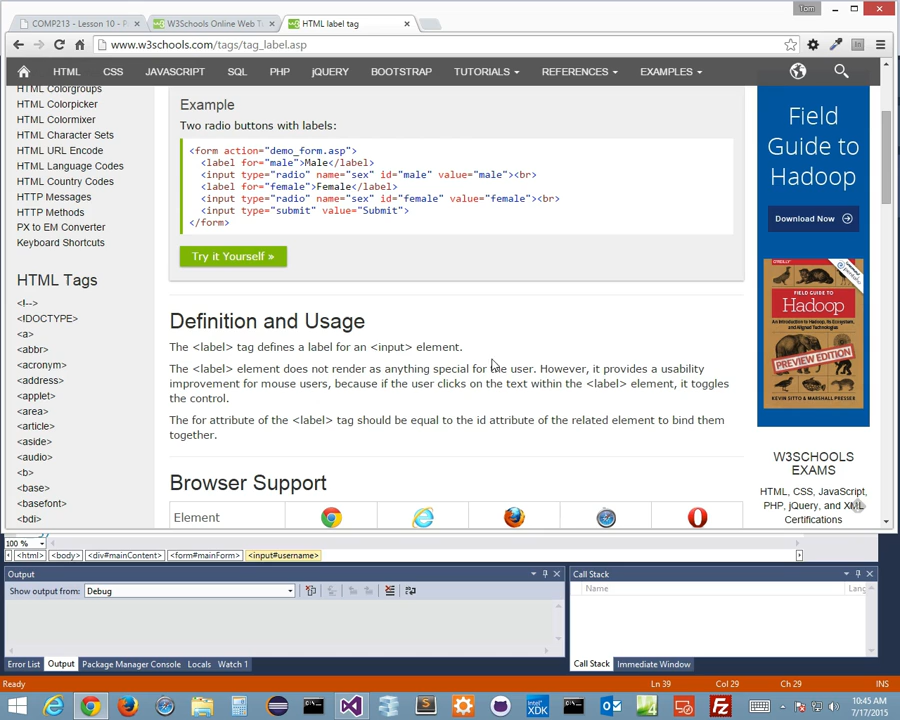 Tom
COMP213 - Lesson 10 - P
W3Schools Online Web T
HTML label tag
www.w3schools.com/tags/tag_label.asp
HTML CSS JAVASCRIPT SQL PHP jQUERY BOOTSTRAP TUTORIALS REFERENCES EXAMPLES
HTML Colorgroups
HTML Colorpicker
HTML Colormixer
HTML Character Sets
HTML URL Encode
HTML Language Codes
HTML Country Codes
HTTP Messages
HTTP Methods
PX to EM Converter
Keyboard Shortcuts
HTML Tags
<!-->
<!DOCTYPE>
<a>
<abbr>
<acronym>
<address>
<applet>
<area>
<article>
<aside>
<audio>
<b>
<base>
<basefont>
<bdi>
Example
Two radio buttons with labels:
<form action="demo_form.asp">
<label for="male">Male</label>
<input type="radio" name="sex" id="male" value="male"><br>
<label for="female">Female</label>
<input type="radio" name="sex" id="female" value="female"><br>
<input type="submit" value="Submit">
</form>
Try it Yourself »
Definition and Usage
The <label> tag defines a label for an <input> element.
The <label> element does not render as anything special for the user. However, it provides a usability
improvement for mouse users, because if the user clicks on the text within the <label> element, it toggles
the control.
The for attribute of the <label> tag should be equal to the id attribute of the related element to bind them
together.
Browser Support
Element
Field
Guide to
Hadoop
Download Now
O'REILLY
FIELD GUIDE TO
Hadoop
PREVIEW EDITION
KEVIN SITTO & MARSHALL PRESSER
W3SCHOOLS
EXAMS
HTML, CSS, JavaScript,
PHP, jQuery, and XML
Certifications
100 %
<html> <body> <div#mainContent> <form#mainForm> <input#username>
Output
Show output from: Debug
Call Stack
Name
Lang
Error List Output Package Manager Console Locals Watch 1
Call Stack Immediate Window
Ready
Ln 39 Col 29 Ch 29 INS
INTEL
XDK
10:45 AM
7/17/2015